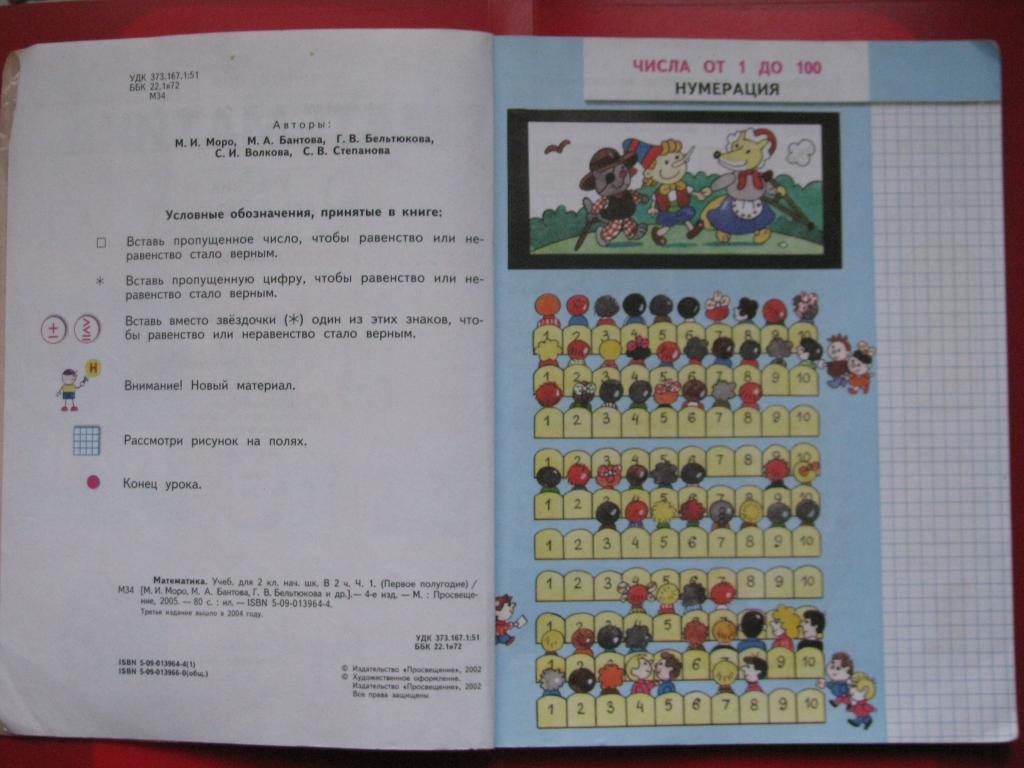 УДК 373.167.1:51
ББК 22.1я72
М34
Авторы:
М. И. Моро, М. А. Бантова, Г. В. Бельтюкова,
С. И. Волкова, С. В. Степанова
Условные обозначения, принятые в книге:
Вставь пропущенное число, чтобы равенство или не-
равенство стало верным.
* Вставь пропущенную цифру, чтобы равенство или не-
равенство стало верным.
Вставь вместо звёздочки (*) один из этих знаков, что-
бы равенство или неравенство стало верным.
Н
Внимание! Новый материал.
Рассмотри рисунок на полях.
Конец урока.
Математика. Учеб. для 2 кл. нач. шк. В 2 ч. Ч. 1. (Первое полугодие) /
М34 [М. И. Моро, М. А. Бантова, Г. В. Бельтюкова и др.].— 4-е изд. — М. : Просвеще-
ние, 2005. — 80 с. : ил. — ISBN 5-09-013964-4.
Третье издание вышло в 2004 году.
УДК 373.167.1:51
ББК 22.1я72
ISBN 5-09-013964-4(1)
ISBN 5-09-013966-0(общ.)
© Издательство «Просвещение», 2002
© Художественное оформление.
Издательство «Просвещение», 2002
Все права защищены
ЧИСЛА ОТ 1 ДО 100
НУМЕРАЦИЯ
1 2 3 4 5 6 7 8 9 10
1 2 3 4 5 6 7 8 9 10
1 2 3 4 5 6 7 8 9 10
1 2 3 4 5 6 7 8 9 10
1 2 3 4 5 6 7 8 9 10
1 2 3 4 5 6 7 8 9 10
1 2 3 4 5 6 7 8 9 10
5
1 2 3 4 5 6 7 8 9 10
1 2 3 4 5 6 7 8 9 10